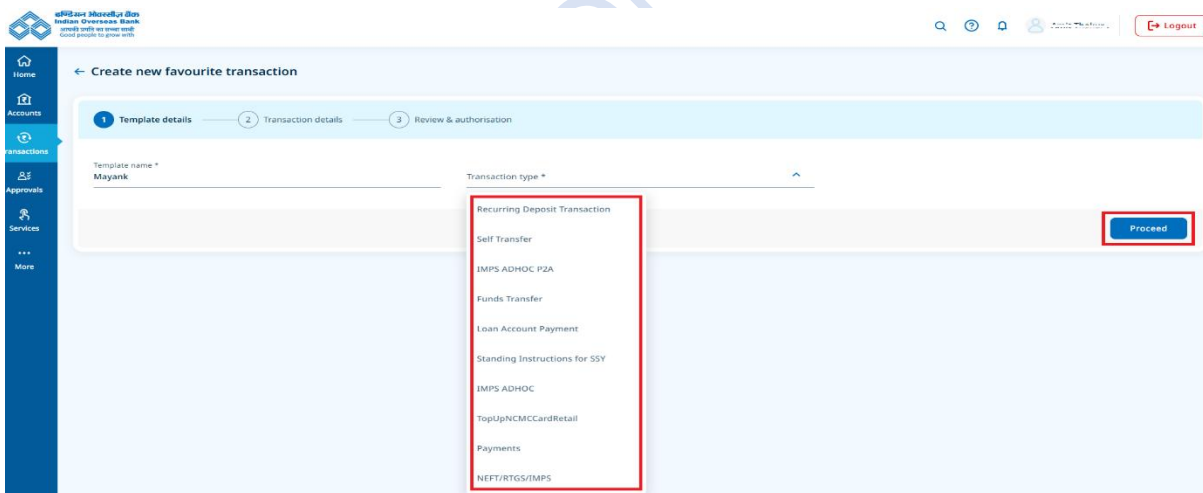 Indian Overseas Bank
Good people to grow with
Logout
Home
Accounts
ransactions
Approvals
Services
More
← Create new favourite transaction
1 Template details 2 Transaction details 3 Review & authorisation
Template name *
Mayank
Transaction type *
Recurring Deposit Transaction
Self Transfer
IMPS ADHOC P2A
Funds Transfer
Loan Account Payment
Standing Instructions for SSY
IMPS ADHOC
TopUpNCMCCardRetail
Payments
NEFT/RTGS/IMPS
Proceed